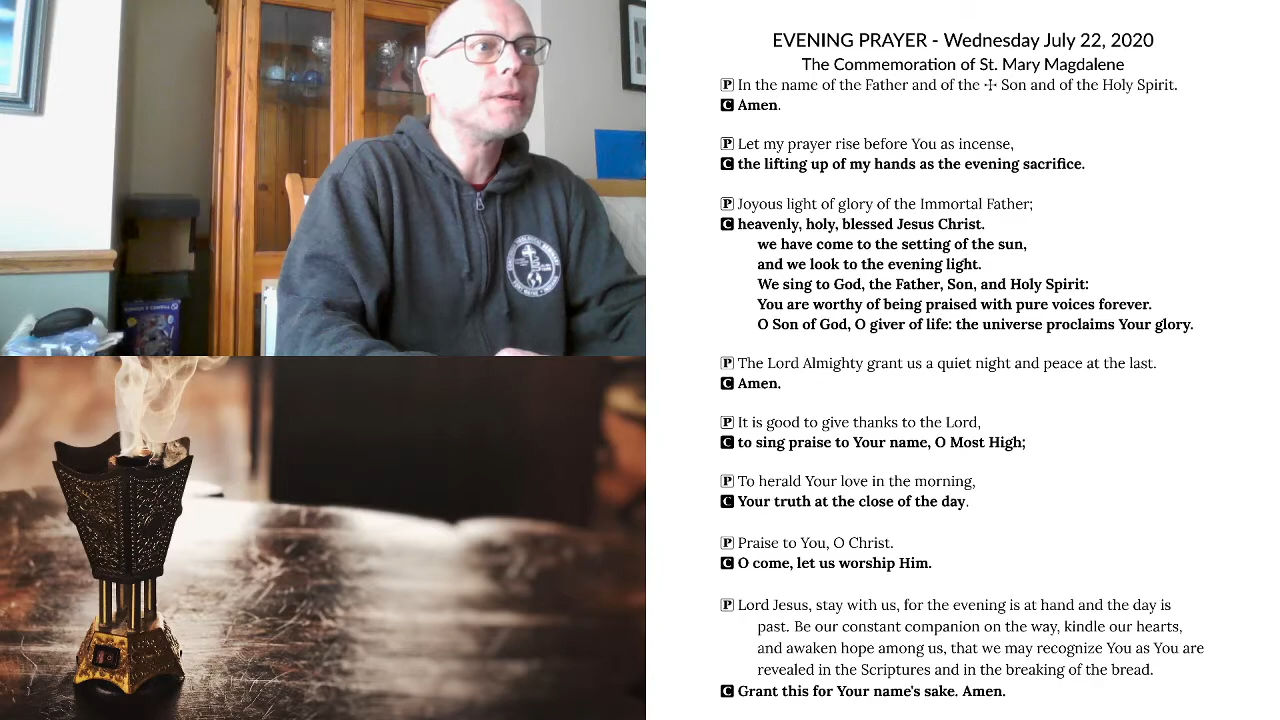 EVENING PRAYER - Wednesday July 22, 2020
The Commemoration of St. Mary Magdalene
P In the name of the Father and of the ☩ Son and of the Holy Spirit.
C Amen.
P Let my prayer rise before You as incense,
C the lifting up of my hands as the evening sacrifice.
P Joyous light of glory of the Immortal Father;
C heavenly, holy, blessed Jesus Christ.
we have come to the setting of the sun,
and we look to the evening light.
We sing to God, the Father, Son, and Holy Spirit:
You are worthy of being praised with pure voices forever.
O Son of God, O giver of life: the universe proclaims Your glory.
P The Lord Almighty grant us a quiet night and peace at the last.
C Amen.
P It is good to give thanks to the Lord,
C to sing praise to Your name, O Most High;
P To herald Your love in the morning,
C Your truth at the close of the day.
P Praise to You, O Christ.
C O come, let us worship Him.
P Lord Jesus, stay with us, for the evening is at hand and the day is
past. Be our constant companion on the way, kindle our hearts,
and awaken hope among us, that we may recognize You as You are
revealed in the Scriptures and in the breaking of the bread.
C Grant this for Your name's sake. Amen.